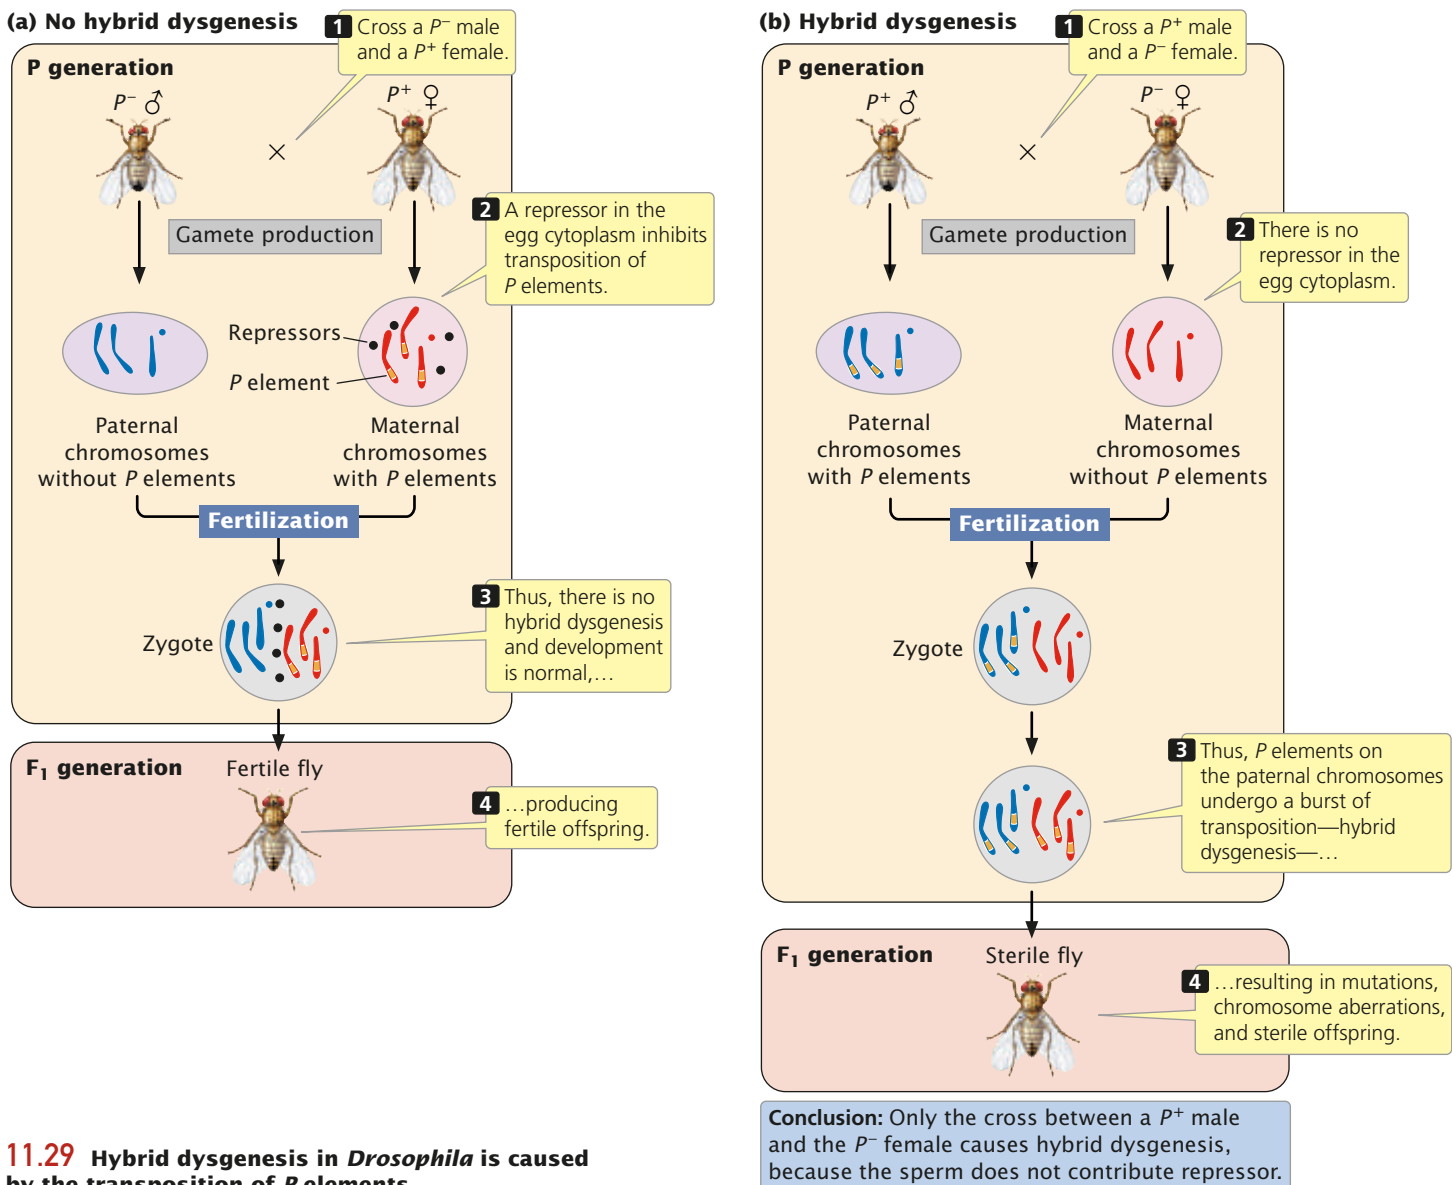 (a) No hybrid dysgenesis
1 Cross a P– male
and a P+ female.
P generation
P– ♂
P+ ♀
×
Gamete production
2 A repressor in the
egg cytoplasm inhibits
transposition of
P elements.
Repressors
P element
Paternal
chromosomes
without P elements
Maternal
chromosomes
with P elements
Fertilization
Zygote
3 Thus, there is no
hybrid dysgenesis
and development
is normal,…
F1 generation
Fertile fly
4 …producing
fertile offspring.
(b) Hybrid dysgenesis
1 Cross a P+ male
and a P– female.
P generation
P+ ♂
P– ♀
×
Gamete production
2 There is no
repressor in the
egg cytoplasm.
Paternal
chromosomes
with P elements
Maternal
chromosomes
without P elements
Fertilization
Zygote
3 Thus, P elements on
the paternal chromosomes
undergo a burst of
transposition—hybrid
dysgenesis—…
F1 generation
Sterile fly
4 …resulting in mutations,
chromosome aberrations,
and sterile offspring.
Conclusion: Only the cross between a P+ male
and the P– female causes hybrid dysgenesis,
because the sperm does not contribute repressor.
11.29 Hybrid dysgenesis in Drosophila is caused
by the transposition of P elements